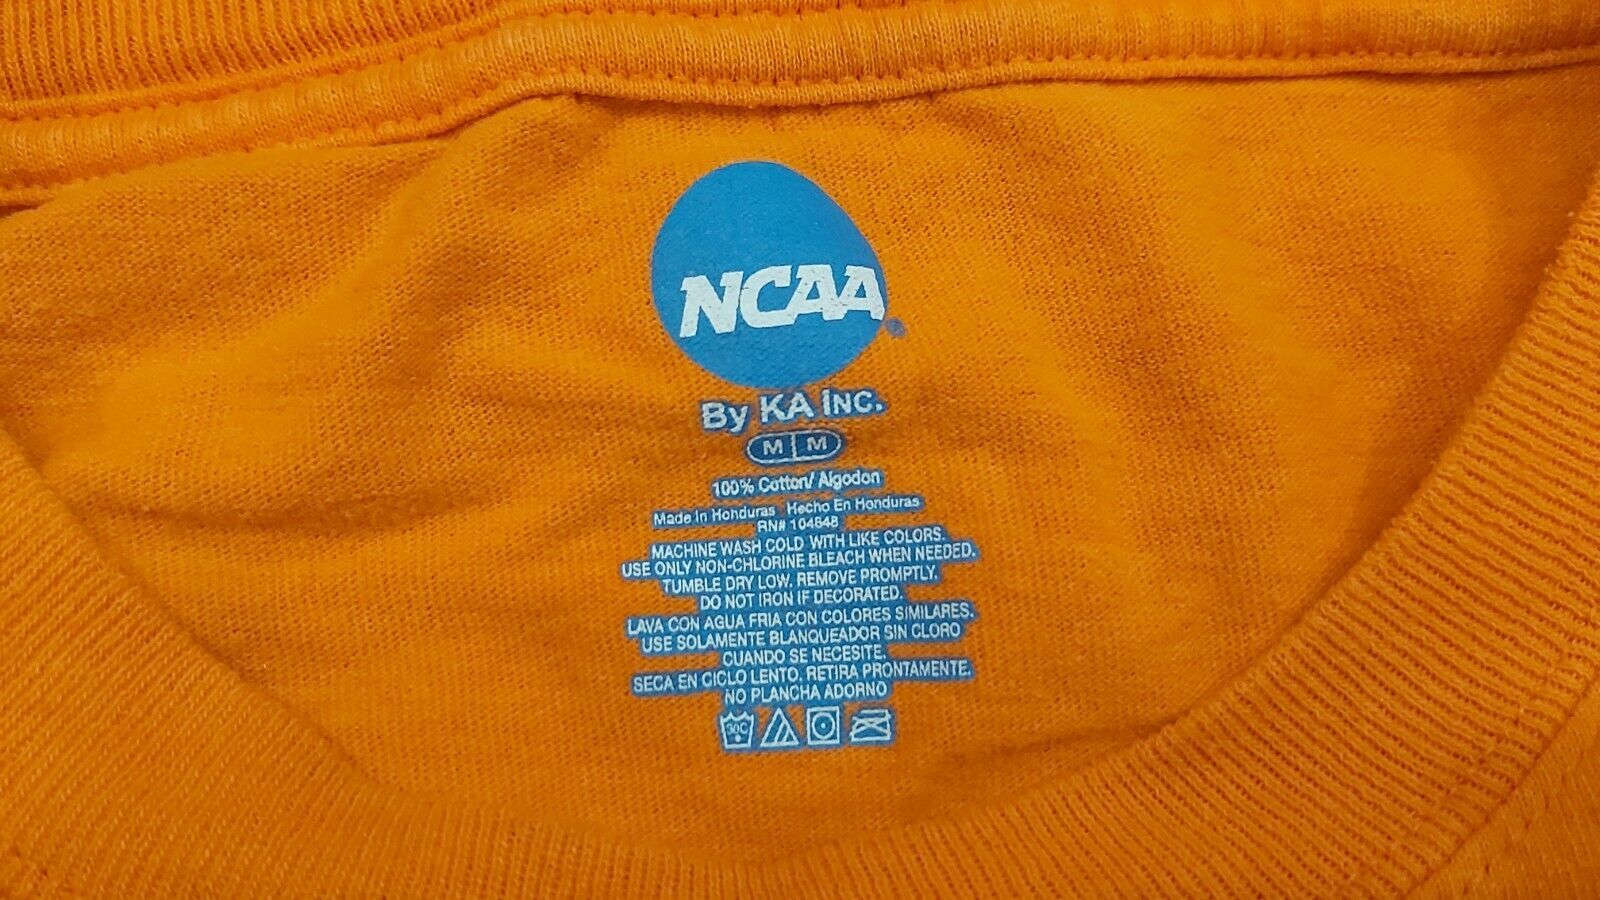 NCAA®
By KA INC.
M M
100% Cotton/ Algodon
Made In Honduras Hecho En Honduras
RN# 104648
MACHINE WASH COLD WITH LIKE COLORS.
USE ONLY NON-CHLORINE BLEACH WHEN NEEDED.
TUMBLE DRY LOW. REMOVE PROMPTLY.
DO NOT IRON IF DECORATED.
LAVA CON AGUA FRIA CON COLORES SIMILARES.
USE SOLAMENTE BLANQUEADOR SIN CLORO
CUANDO SE NECESITE.
SECA EN CICLO LENTO. RETIRA PRONTAMENTE.
NO PLANCHA ADORNO
30C